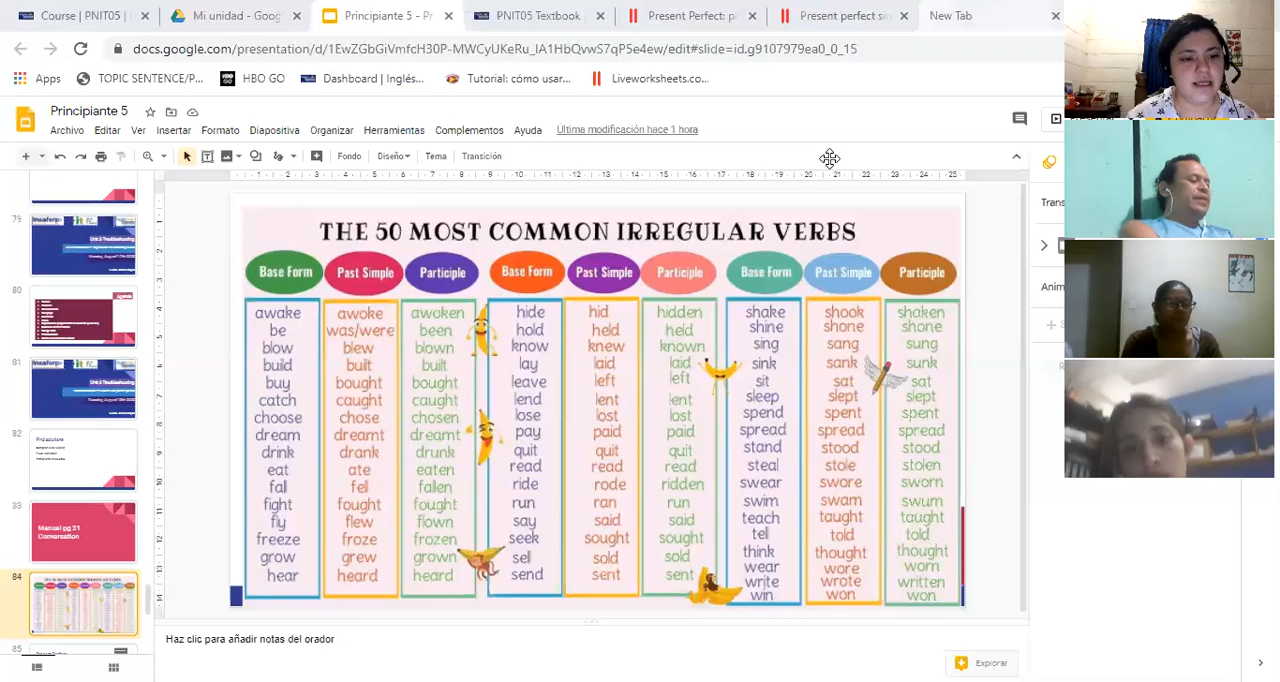 Course | PNIT05 | Mi unidad - Goog Principiante 5 - Pr PNIT05 Textbook Present Perfect: pr Present perfect sin New Tab
docs.google.com/presentation/d/1EwZGbGiVmfcH30P-MWCyUKeRu_IA1HbQvwS7qP5e4ew/edit#slide=id.g9107979ea0_0_15
Apps TOPIC SENTENCE/P... HBO GO Dashboard | Inglés... Tutorial: cómo usar... Liveworksheets.co...
Principiante 5
Archivo Editar Ver Insertar Formato Diapositiva Organizar Herramientas Complementos Ayuda Última modificación hace 1 hora
Fondo Diseño Tema Transición
THE 50 MOST COMMON IRREGULAR VERBS
Base Form Past Simple Participle Base Form Past Simple Participle Base Form Past Simple Participle
awake awoke awoken hide hid hidden shake shook shaken
be was/were been hold held held shine shone shone
blow blew blown know knew known sing sang sung
build built built lay laid laid sink sank sunk
buy bought bought leave left left sit sat sat
catch caught caught lend lent lent sleep slept slept
choose chose chosen lose lost lost spend spent spent
dream dreamt dreamt pay paid paid spread spread spread
drink drank drunk quit quit quit stand stood stood
eat ate eaten read read read steal stole stolen
fall fell fallen ride rode ridden swear swore sworn
fight fought fought run ran run swim swam swum
fly flew flown say said said teach taught taught
freeze froze frozen seek sought sought tell told told
grow grew grown sell sold sold think thought thought
hear heard heard send sent sent wear wore worn
write wrote written
win won won
79
80
81
82
83
Manual pg 31
Conversation
84
85
Trans
Anim
Haz clic para añadir notas del orador
Explorar